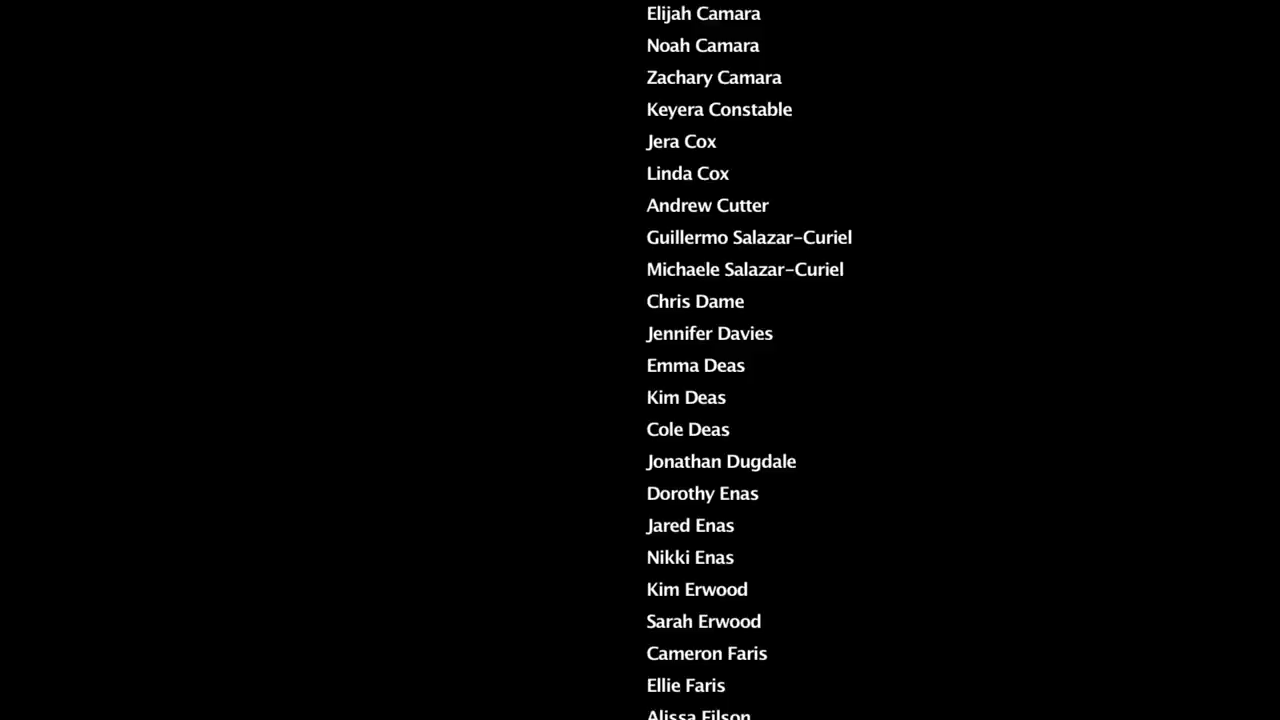 Elijah Camara
Noah Camara
Zachary Camara
Keyera Constable
Jera Cox
Linda Cox
Andrew Cutter
Guillermo Salazar-Curiel
Michaele Salazar-Curiel
Chris Dame
Jennifer Davies
Emma Deas
Kim Deas
Cole Deas
Jonathan Dugdale
Dorothy Enas
Jared Enas
Nikki Enas
Kim Erwood
Sarah Erwood
Cameron Faris
Ellie Faris
Alissa Filson